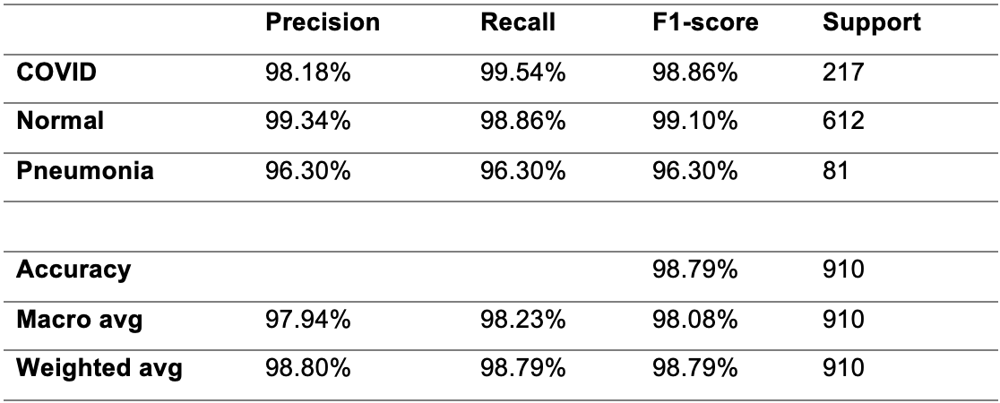 Precision Recall F1-score Support
COVID 98.18% 99.54% 98.86% 217
Normal 99.34% 98.86% 99.10% 612
Pneumonia 96.30% 96.30% 96.30% 81
Accuracy 98.79% 910
Macro avg 97.94% 98.23% 98.08% 910
Weighted avg 98.80% 98.79% 98.79% 910